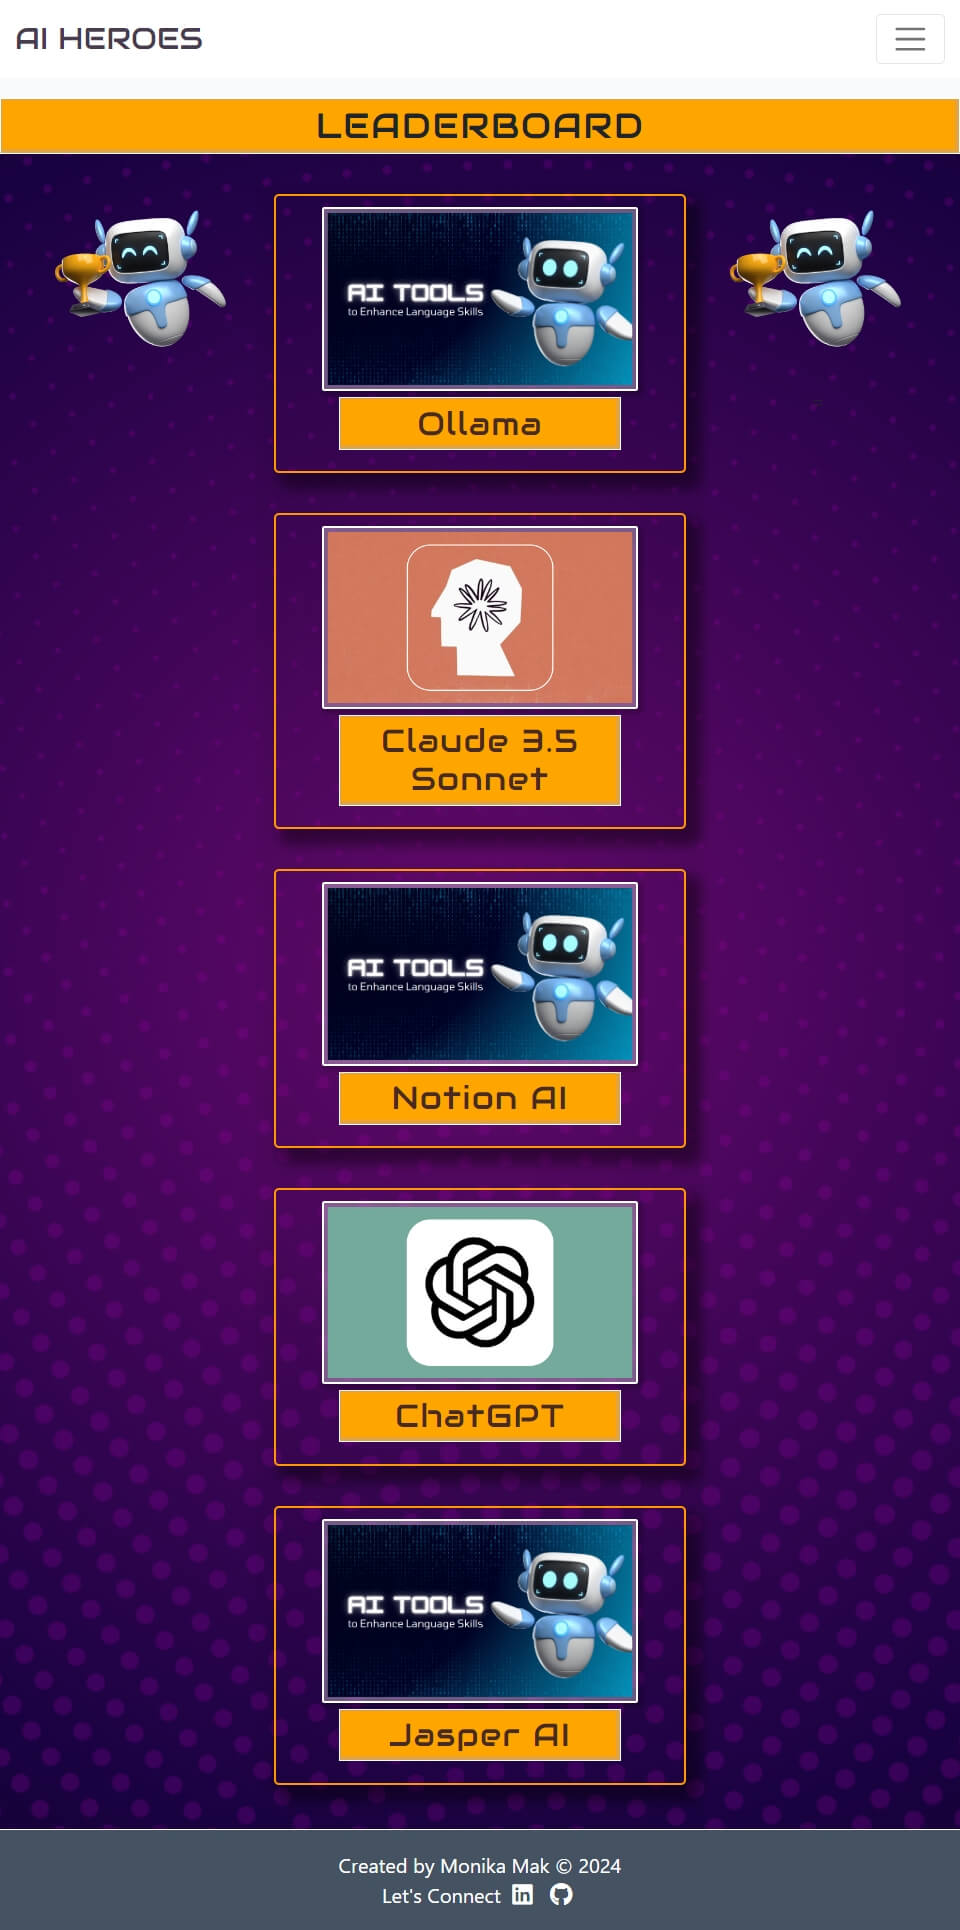 AI HEROES
LEADERBOARD
AI TOOLS
to Enhance Language Skills
Ollama
Claude 3.5
Sonnet
AI TOOLS
to Enhance Language Skills
Notion AI
ChatGPT
AI TOOLS
to Enhance Language Skills
Jasper AI
Created by Monika Mak © 2024
Let's Connect in